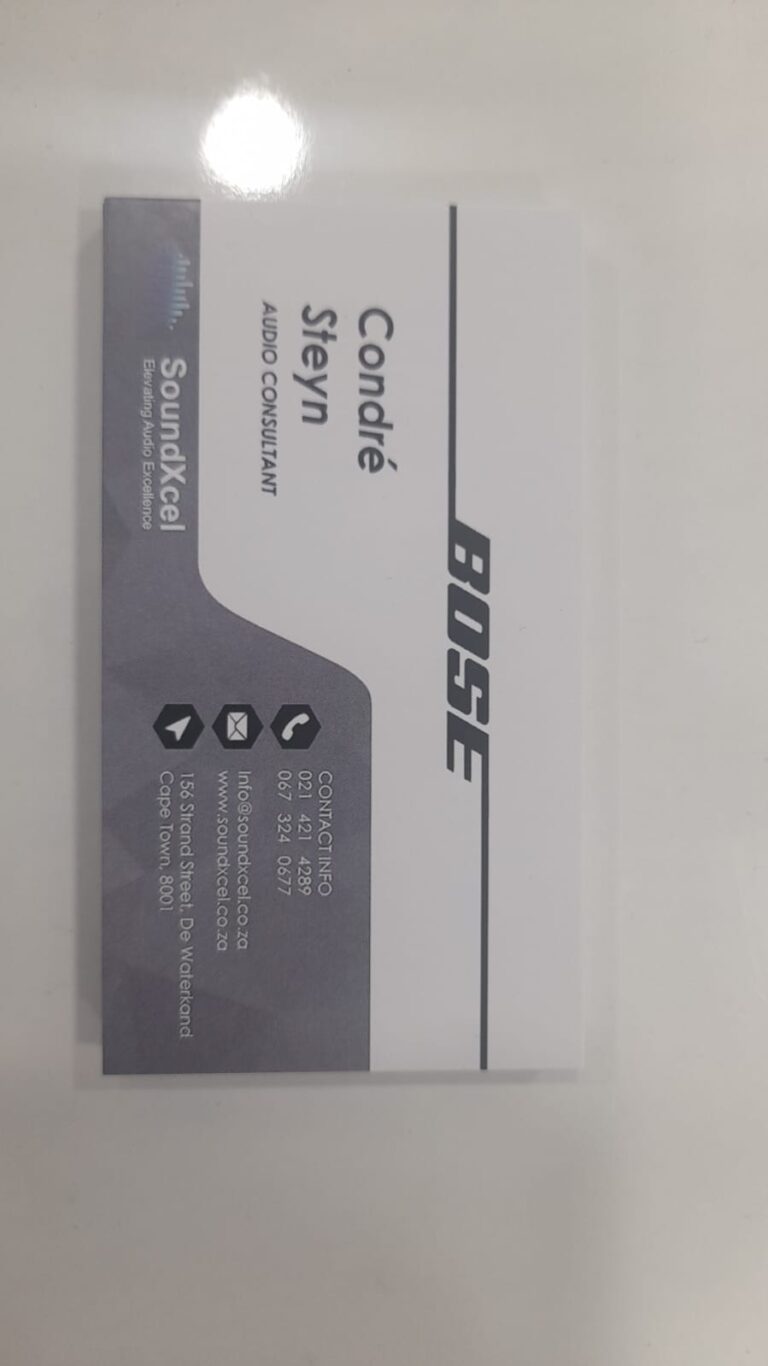 BOSE
Condré
Steyn
AUDIO CONSULTANT
SoundXcel
Elevating Audio Excellence
CONTACT INFO
021 421 4289
067 324 0677
Info@soundxcel.co.za
www.soundxcel.co.za
156 Strand Street, De Waterkand
Cape Town, 8001